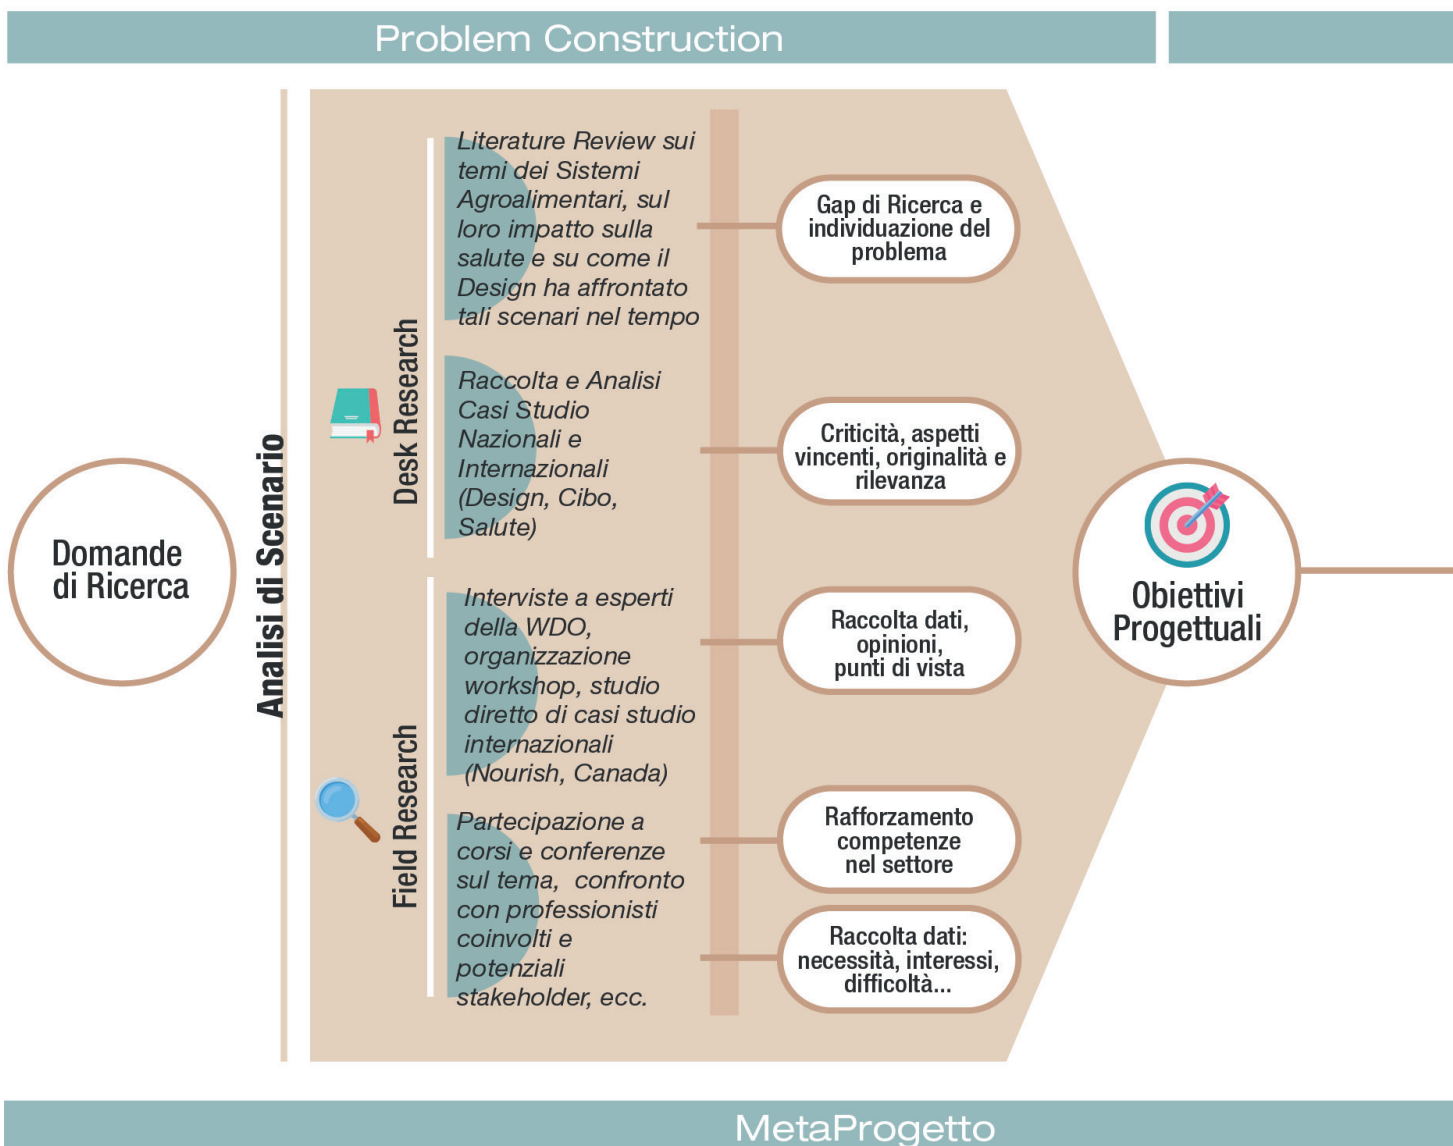 Problem Construction
Domande
di Ricerca
Analisi di Scenario
Desk Research
Literature Review sui
temi dei Sistemi
Agroalimentari, sul
loro impatto sulla
salute e su come il
Design ha affrontato
tali scenari nel tempo
Gap di Ricerca e
individuazione del
problema
Raccolta e Analisi
Casi Studio
Nazionali e
Internazionali
(Design, Cibo,
Salute)
Criticità, aspetti
vincenti, originalità e
rilevanza
Field Research
Interviste a esperti
della WDO,
organizzazione
workshop, studio
diretto di casi studio
internazionali
(Nourish, Canada)
Raccolta dati,
opinioni,
punti di vista
Partecipazione a
corsi e conferenze
sul tema, confronto
con professionisti
coinvolti e
potenziali
stakeholder, ecc.
Rafforzamento
competenze
nel settore
Raccolta dati:
necessità, interessi,
difficoltà...
Obiettivi
Progettuali
MetaProgetto